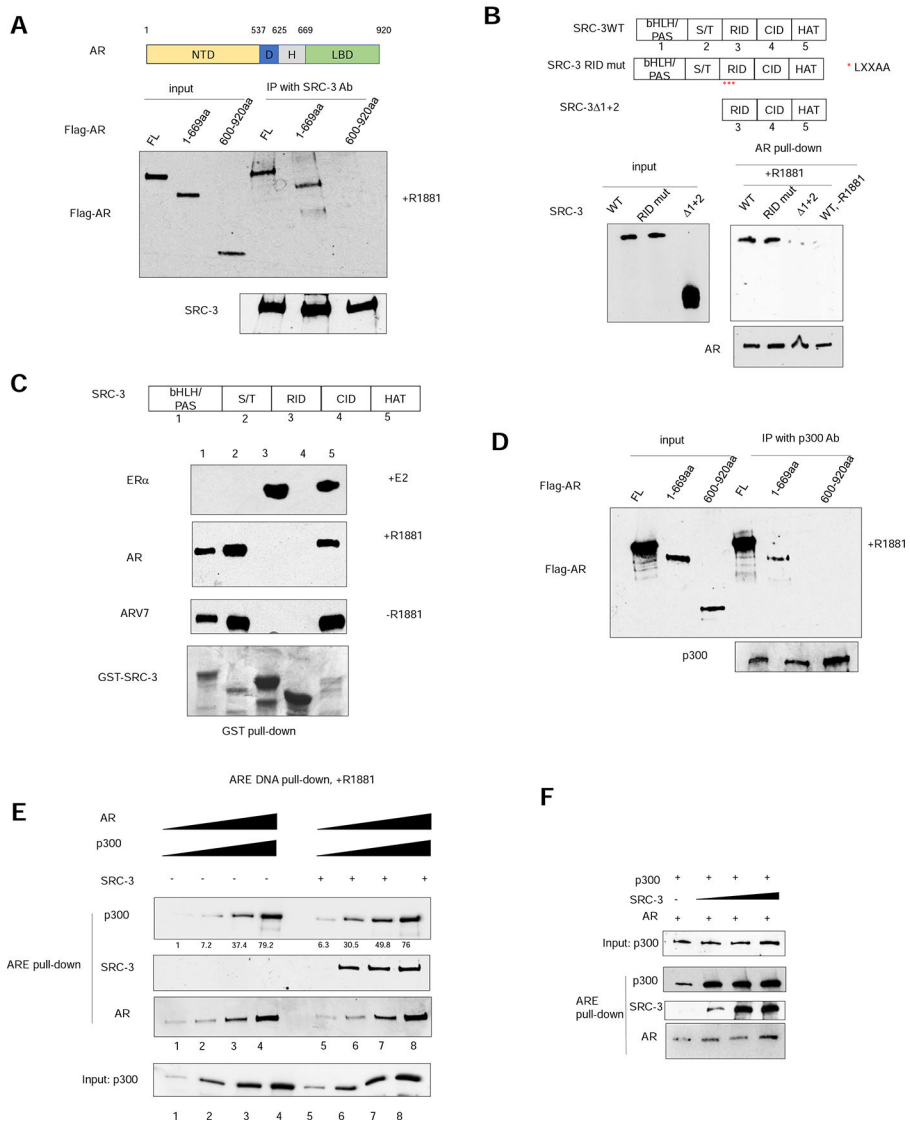 A
1 537 625 669 920
AR
NTD D H LBD
input IP with SRC-3 Ab
Flag-AR
FL 1-669aa 600-920aa FL 1-669aa 600-920aa
Flag-AR
+R1881
SRC-3
B
SRC-3WT
bHLH/PAS S/T RID CID HAT
1 2 3 4 5
SRC-3 RID mut
bHLH/PAS S/T RID CID HAT
***
* LXXAA
SRC-3Δ1+2
RID CID HAT
3 4 5
AR pull-down
input
+R1881
SRC-3
WT RID mut Δ1+2 WT RID mut Δ1+2 WT, -R1881
AR
C
SRC-3
bHLH/PAS S/T RID CID HAT
1 2 3 4 5
1 2 3 4 5
ERα
+E2
AR
+R1881
ARV7
-R1881
GST-SRC-3
GST pull-down
D
input IP with p300 Ab
Flag-AR
FL 1-669aa 600-920aa FL 1-669aa 600-920aa
Flag-AR
+R1881
p300
E
ARE DNA pull-down, +R1881
AR
p300
SRC-3 - - - - + + + +
ARE pull-down
p300
1 7.2 37.4 79.2 6.3 30.5 49.8 76
SRC-3
AR
1 2 3 4 5 6 7 8
Input: p300
1 2 3 4 5 6 7 8
F
p300 + + + +
SRC-3 -
AR + + + +
Input: p300
ARE
pull-down
p300
SRC-3
AR